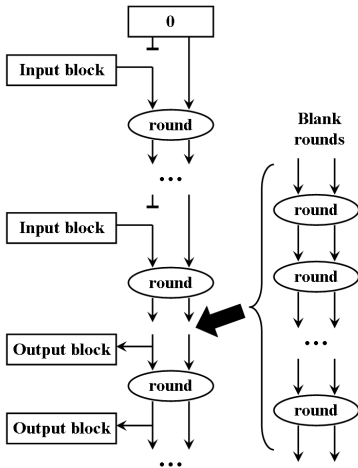 0
Input block
round
...
Input block
round
Output block
round
Output block
...
Blank
rounds
round
round
...
round